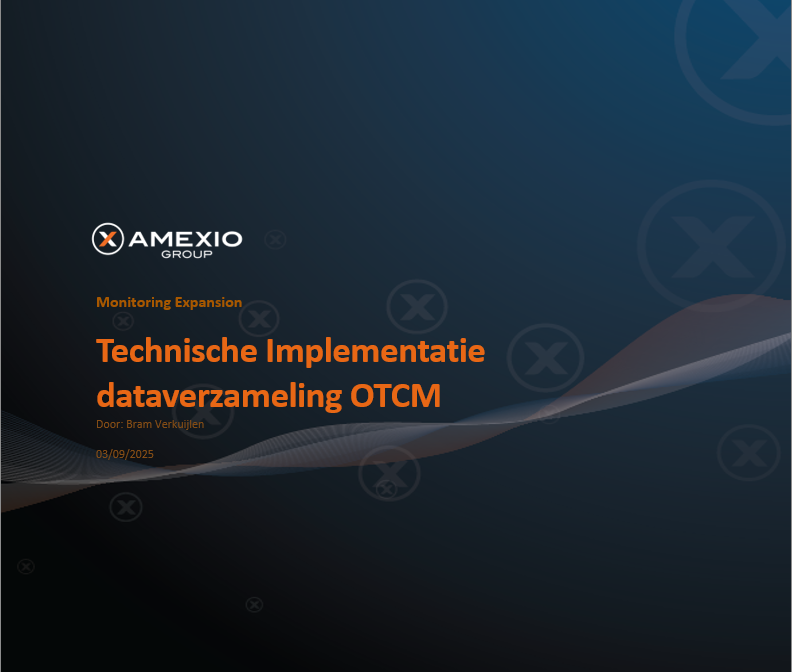 AMEXIO
GROUP
Monitoring Expansion
Technische Implementatie
dataverzameling OTCM
Door: Bram Verkuijlen
03/09/2025